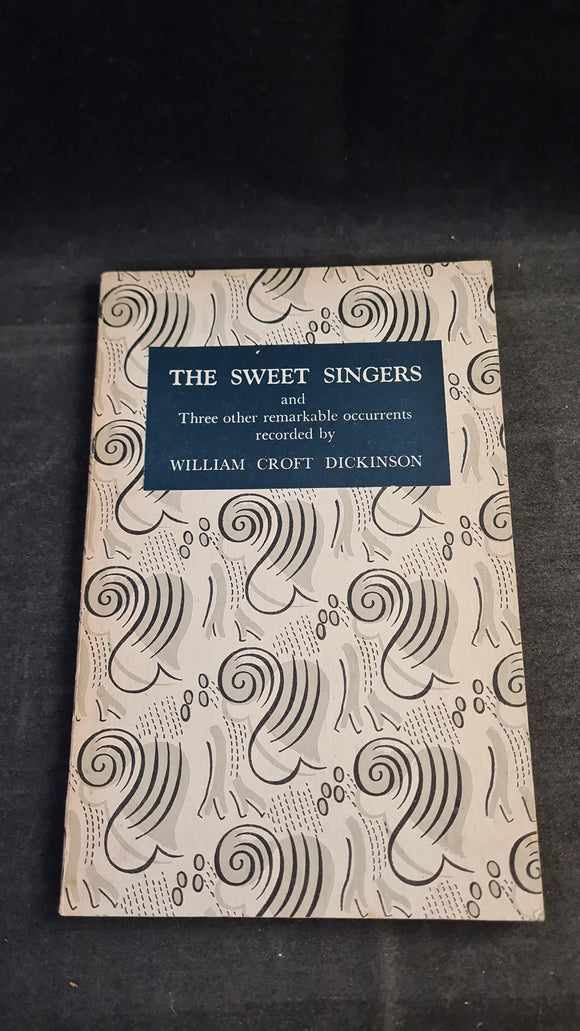 THE SWEET SINGERS
and
Three other remarkable occurrents
recorded by
WILLIAM CROFT DICKINSON